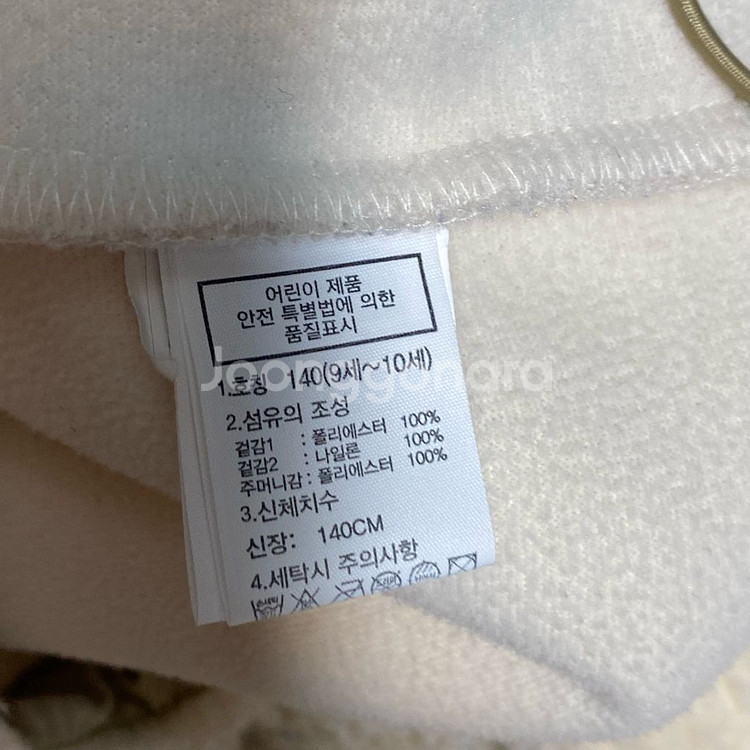 어린이 제품
안전 특별법에 의한
품질표시
1.호칭 140(9세~10세)
Joonggonara
2.섬유의 조성
겉감1 : 폴리에스터 100%
겉감2 : 나일론 100%
주머니감 : 폴리에스터 100%
3.신체치수
신장: 140CM
4.세탁시 주의사항